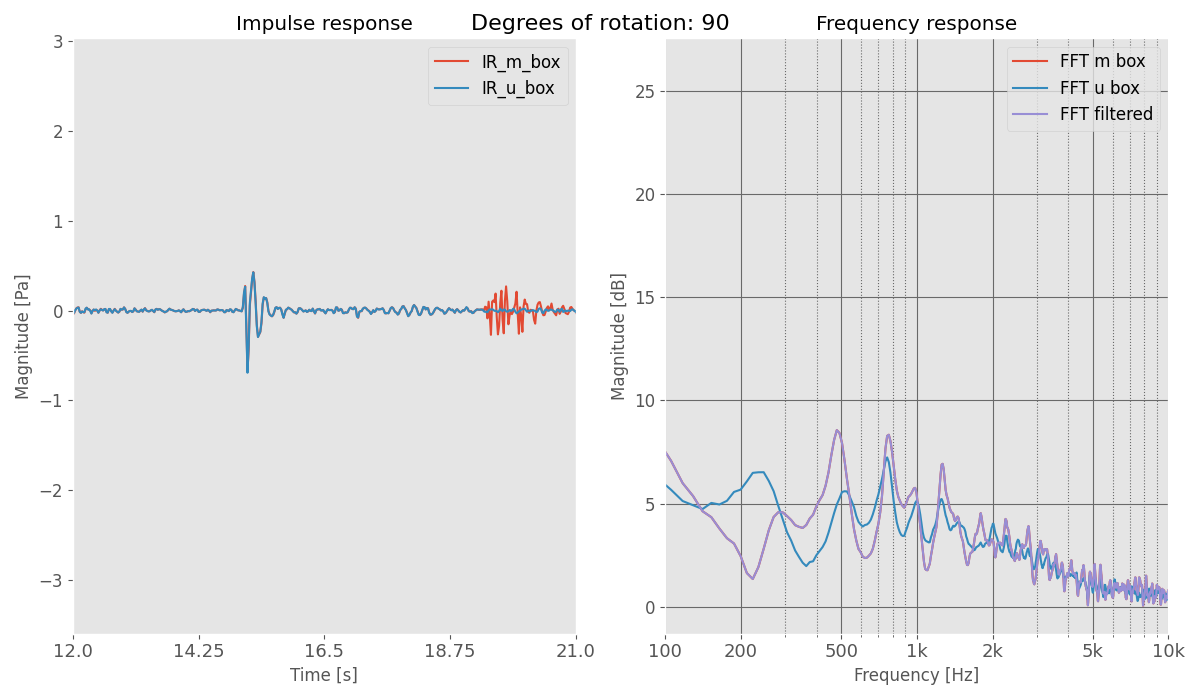 Degrees of rotation: 90
Impulse response
IR_m_box
IR_u_box
Magnitude [Pa]
3
2
1
0
−1
−2
−3
12.0 14.25 16.5 18.75 21.0
Time [s]
Frequency response
FFT m box
FFT u box
FFT filtered
Magnitude [dB]
25
20
15
10
5
0
100 200 500 1k 2k 5k 10k
Frequency [Hz]